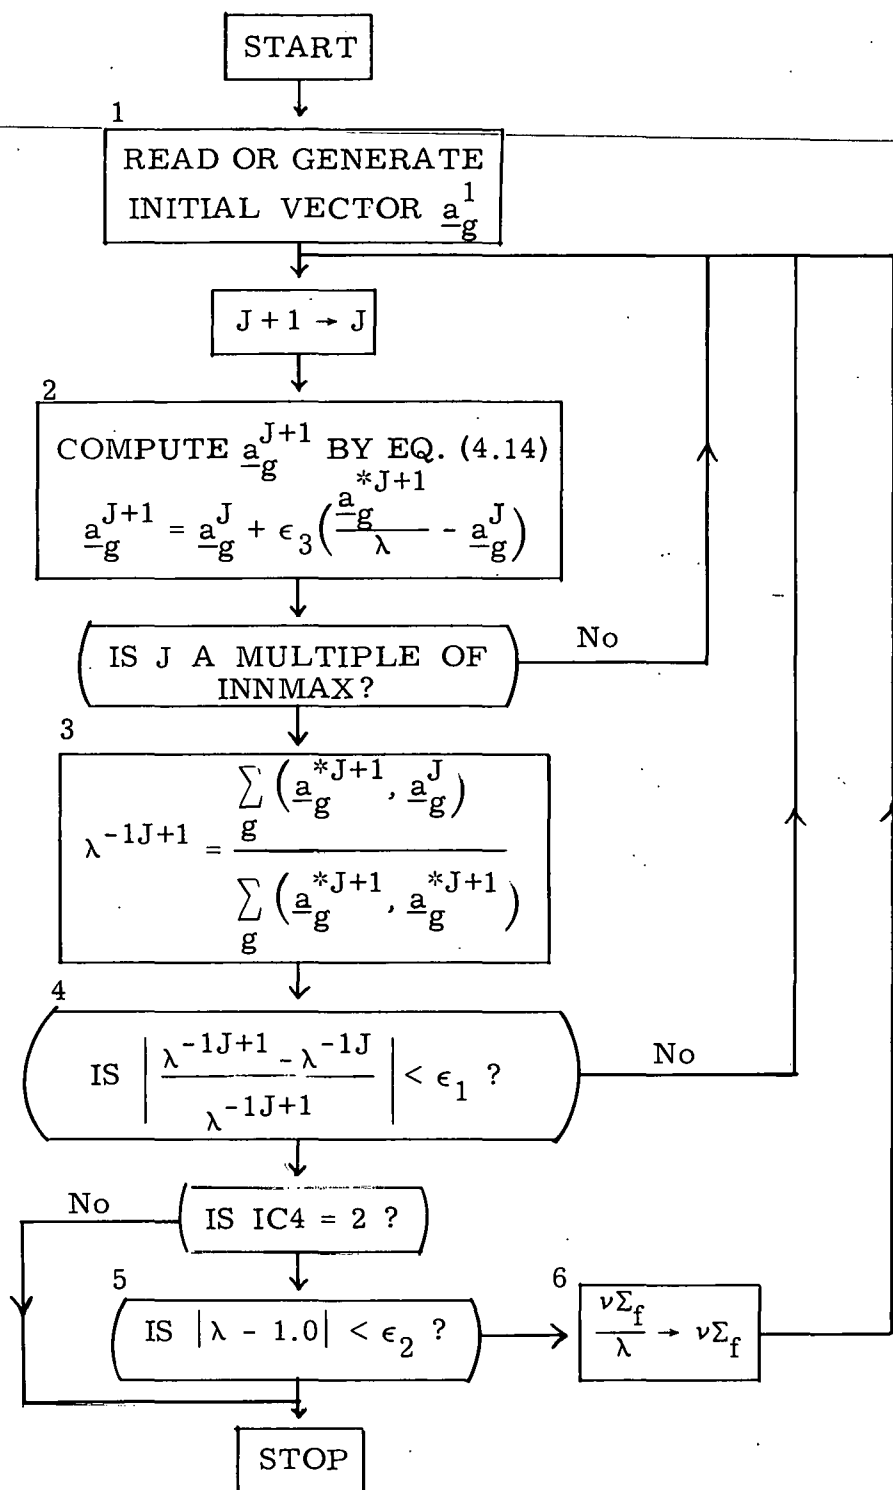 START
1
READ OR GENERATE
INITIAL VECTOR a_g^1
J + 1 → J
2
COMPUTE a_g^{J+1} BY EQ. (4.14)
a_g^{J+1} = a_g^J + ϵ_3 (a_g^{*J+1} / λ - a_g^J)
IS J A MULTIPLE OF
INNMAX?
No
3
λ^{-1J+1} = Σ_g (a_g^{*J+1}, a_g^J) / Σ_g (a_g^{*J+1}, a_g^{*J+1})
4
IS | (λ^{-1J+1} - λ^{-1J}) / λ^{-1J+1} | < ϵ_1 ?
No
IS IC4 = 2 ?
No
5
IS |λ - 1.0| < ϵ_2 ?
6
νΣ_f / λ → νΣ_f
STOP